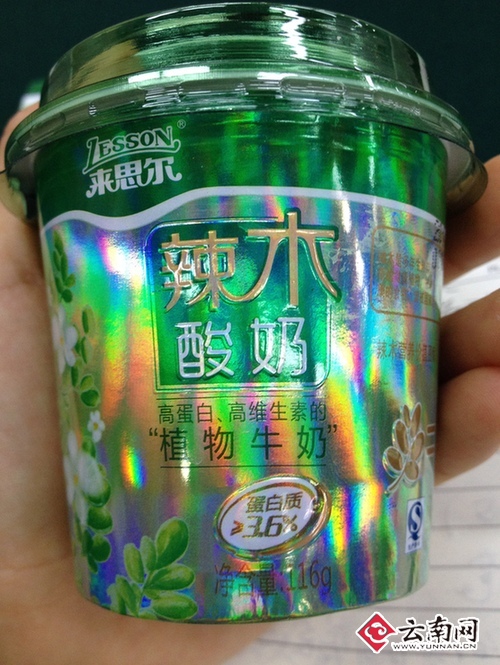 LESSON®
来思尔
辣木
酸奶
高蛋白、高维生素的
“植物牛奶”
蛋白质
≥3.6%
净含量:116g
云南网
WWW.YUNNAN.CN